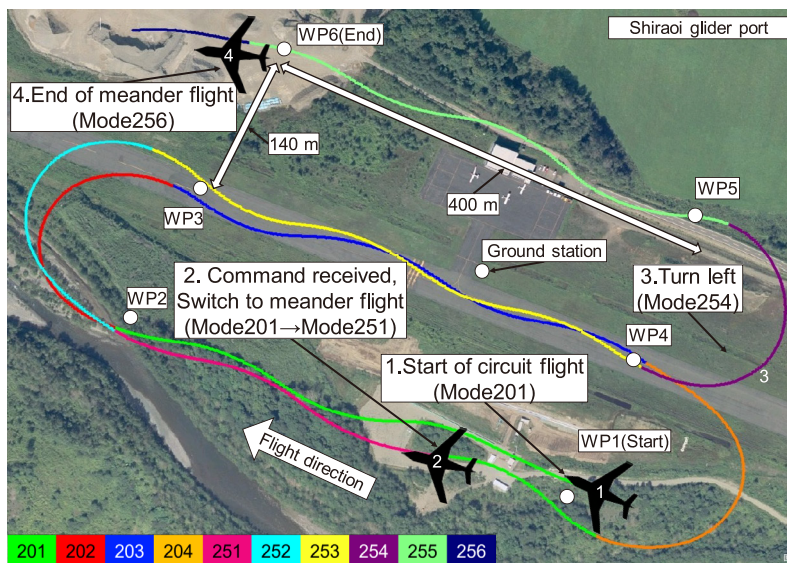 WP6(End)
Shiraoi glider port
4
4.End of meander flight
(Mode256)
140 m
WP3
400 m
WP5
Ground station
2. Command received,
Switch to meander flight
(Mode201→Mode251)
3.Turn left
(Mode254)
WP2
WP4
3
1.Start of circuit flight
(Mode201)
WP1(Start)
Flight direction
2
1
201 202 203 204 251 252 253 254 255 256